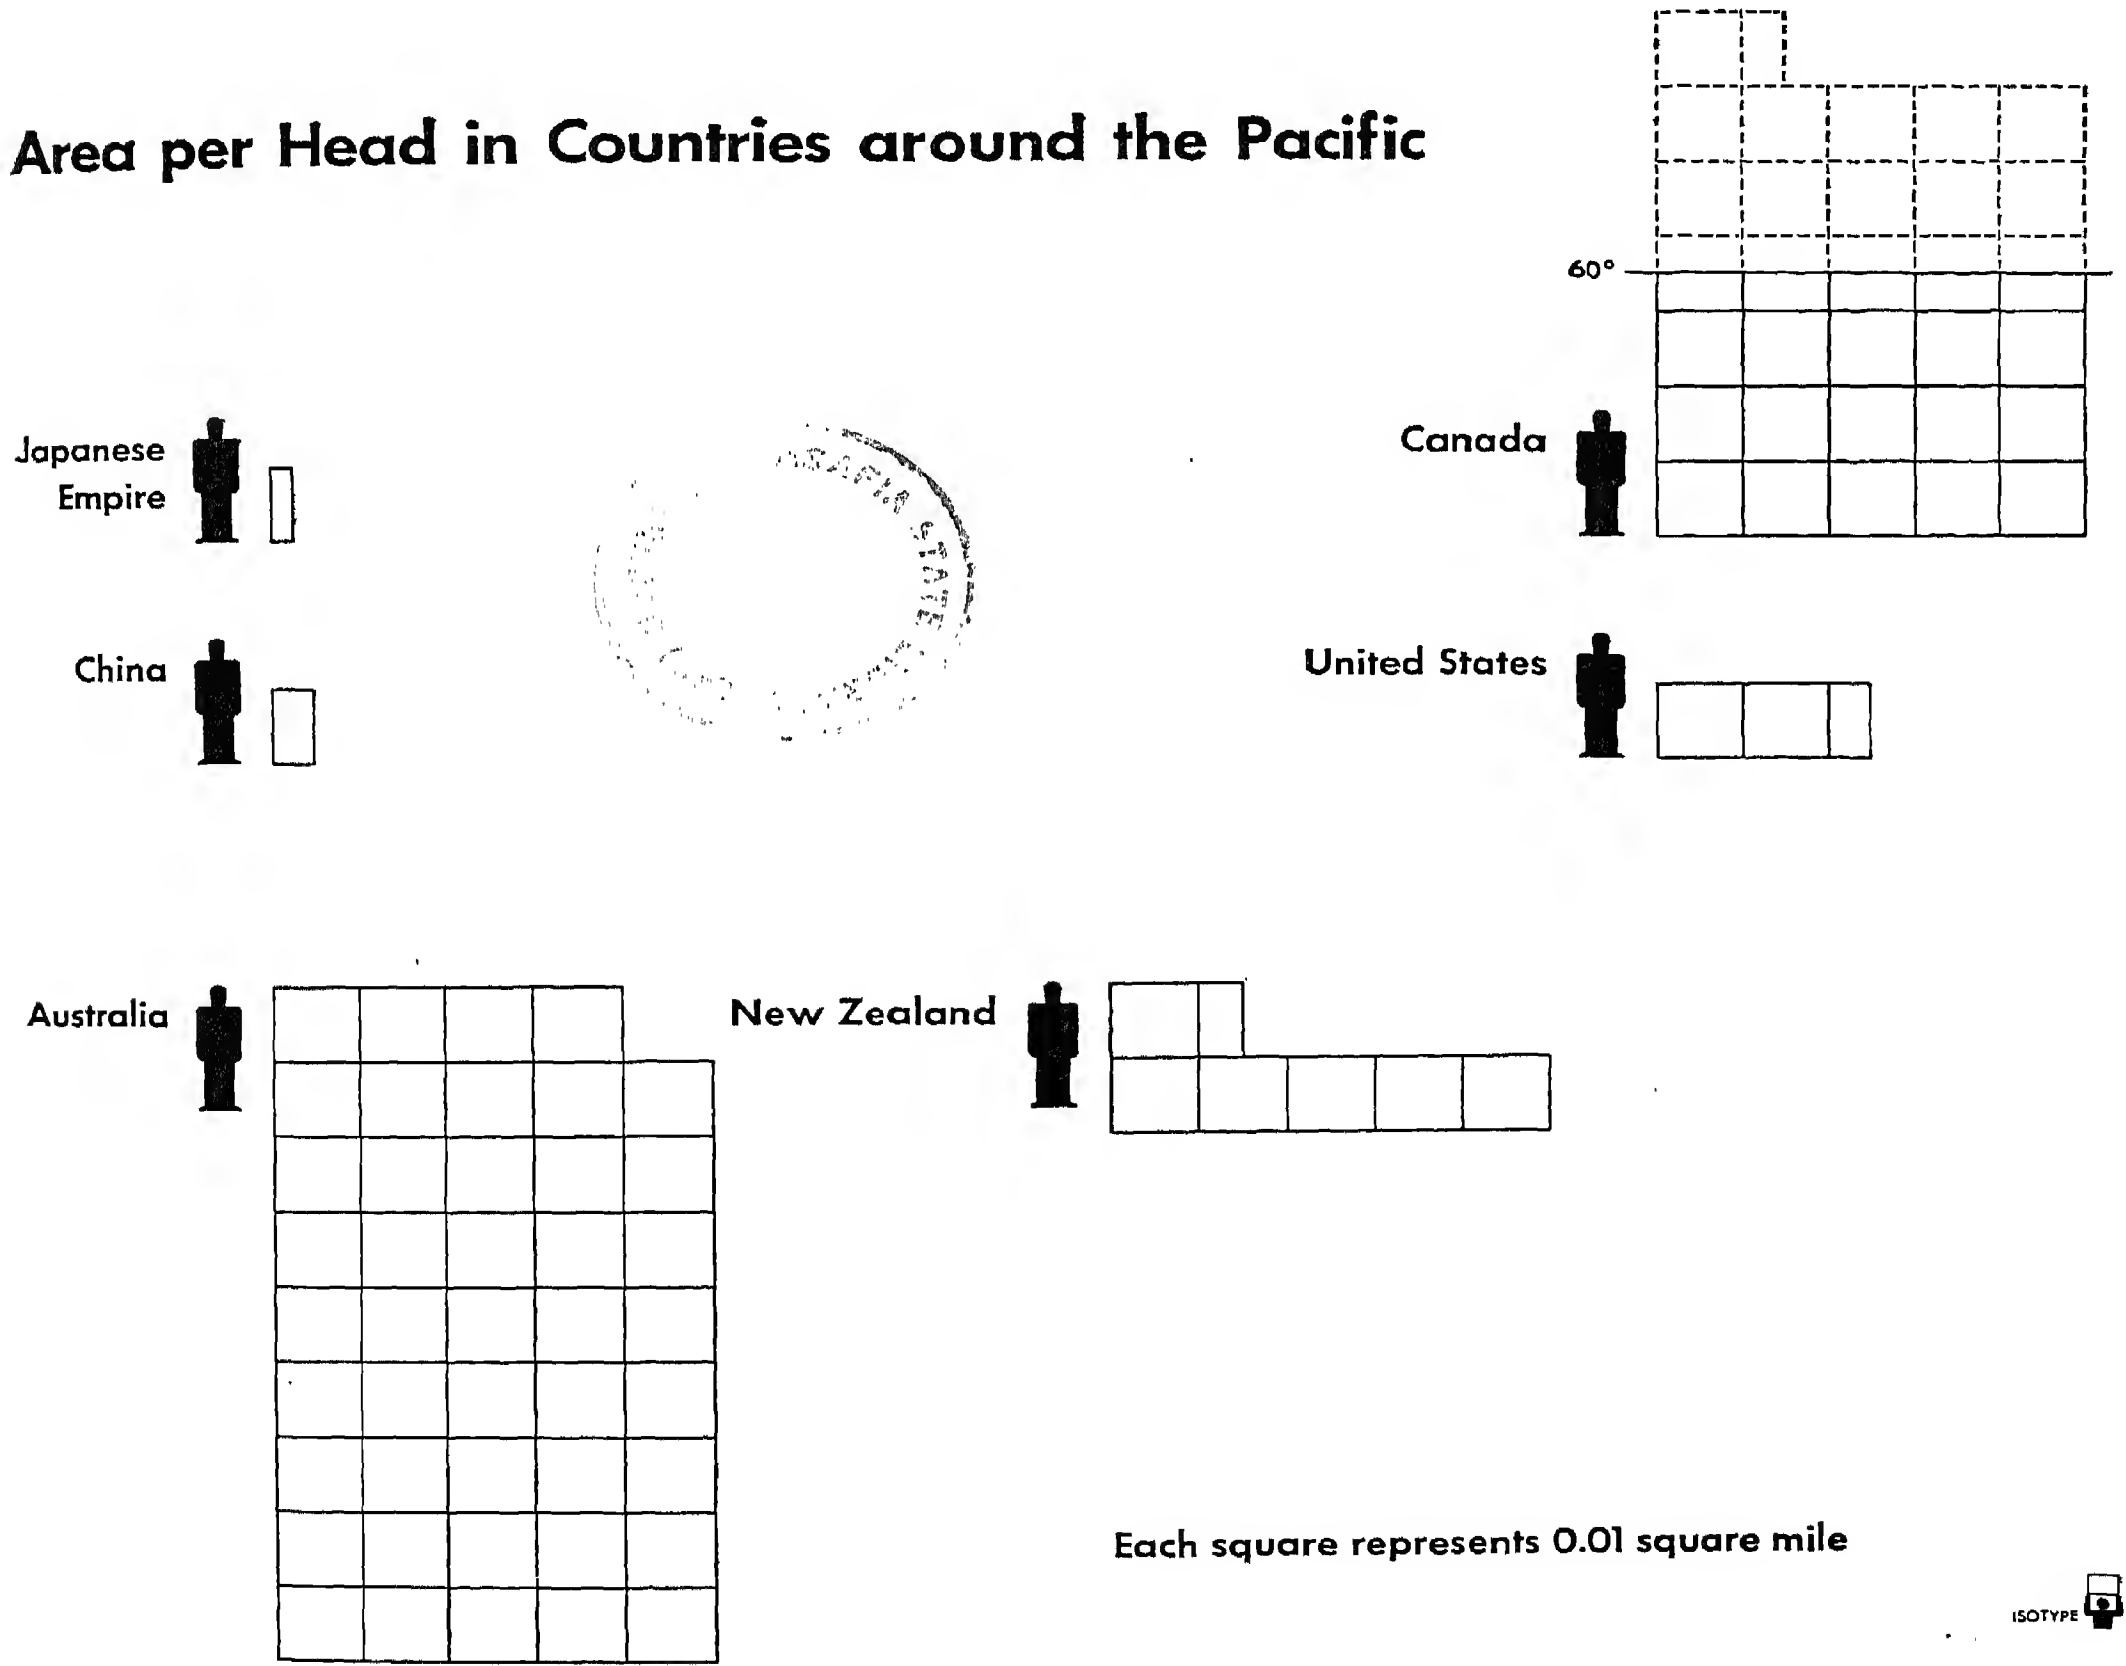 Area per Head in Countries around the Pacific
60°
Japanese
Empire
Canada
China
United States
Australia
New Zealand
Each square represents 0.01 square mile
ISOTYPE
STATE